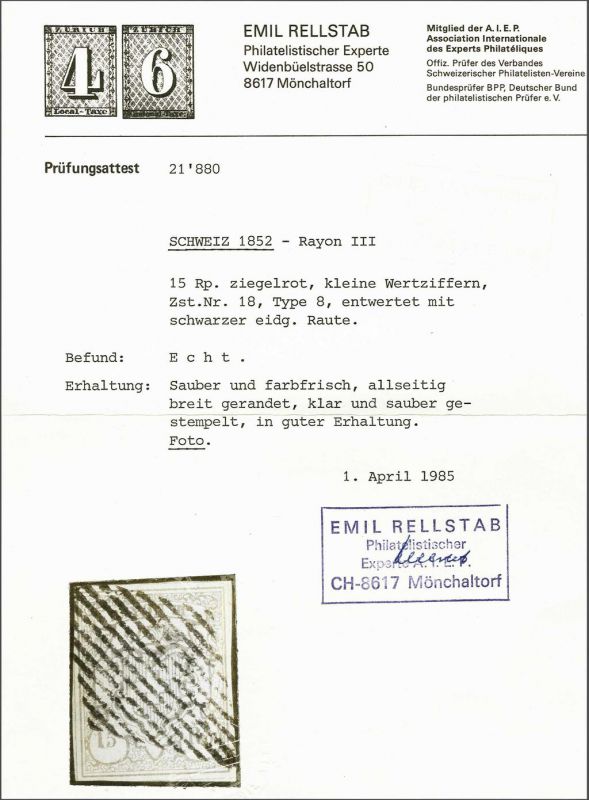 ZÜRICH
4
Local-Taxe
ZÜRICH
6
EMIL RELLSTAB
Philatelistischer Experte
Widenbüelstrasse 50
8617 Mönchaltorf
Mitglied der A.I.E.P.
Association Internationale
des Experts Philatéliques
Offiz. Prüfer des Verbandes
Schweizerischer Philatelisten-Vereine
Bundesprüfer BPP, Deutscher Bund
der philatelistischen Prüfer e.V.
Prüfungsattest 21'880
SCHWEIZ 1852 - Rayon III
15 Rp. ziegelrot, kleine Wertziffern,
Zst.Nr. 18, Type 8, entwertet mit
schwarzer eidg. Raute.
Befund: E c h t .
Erhaltung: Sauber und farbfrisch, allseitig
breit gerandet, klar und sauber ge-
stempelt, in guter Erhaltung.
Foto.
1. April 1985
EMIL RELLSTAB
Philatelistischer
Experte A.I.E.P.
CH-8617 Mönchaltorf
15